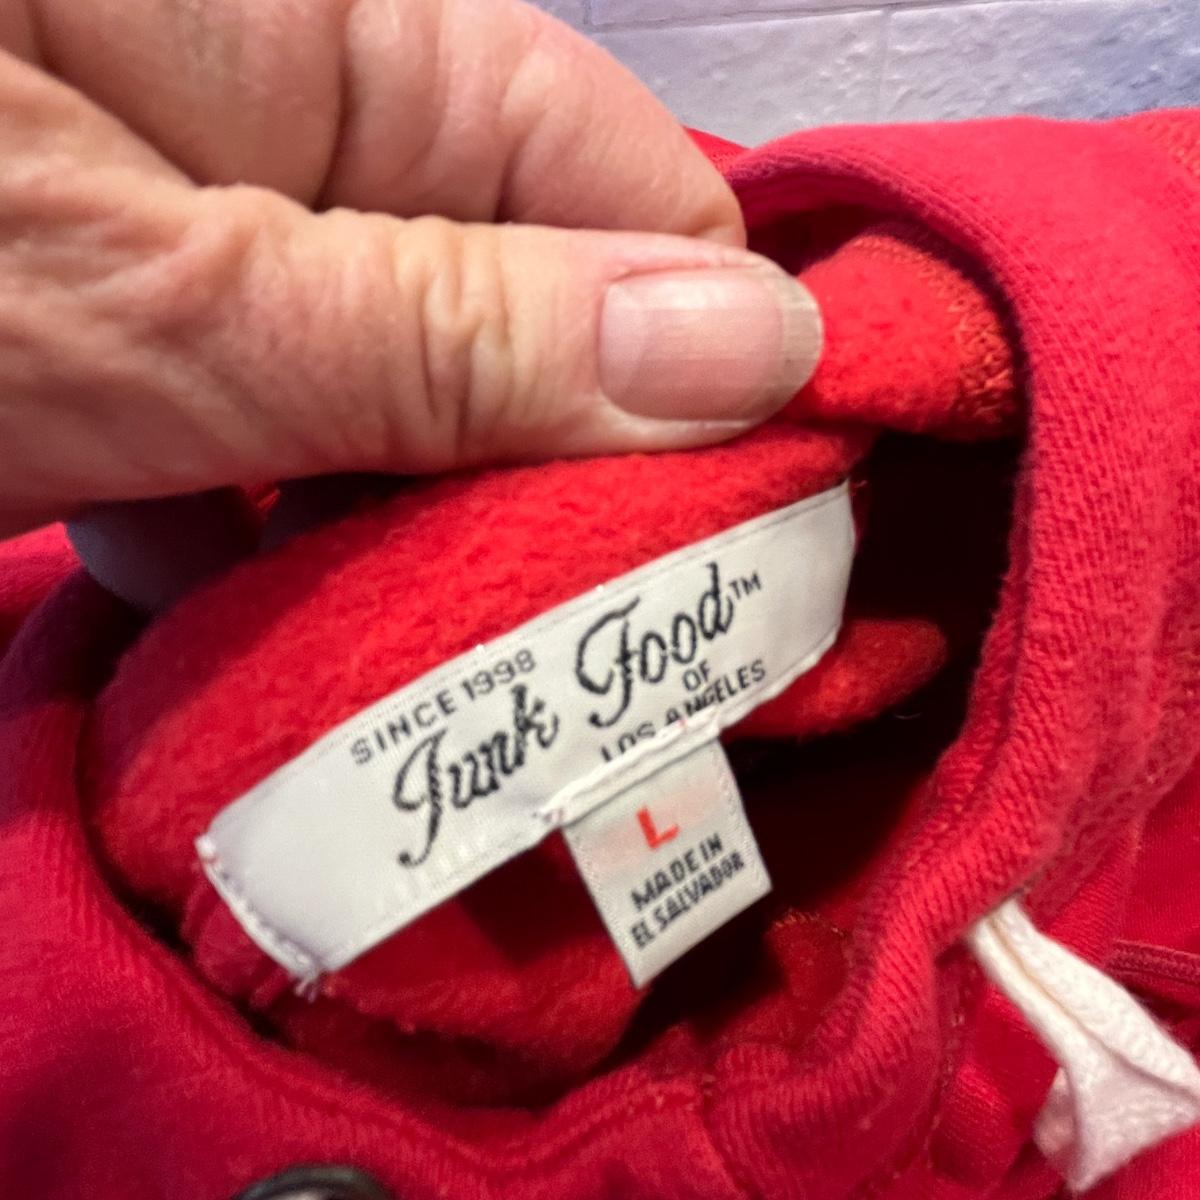 SINCE 1998
Junk Food™
OF
LOS ANGELES
L
MADE IN
EL SALVADOR